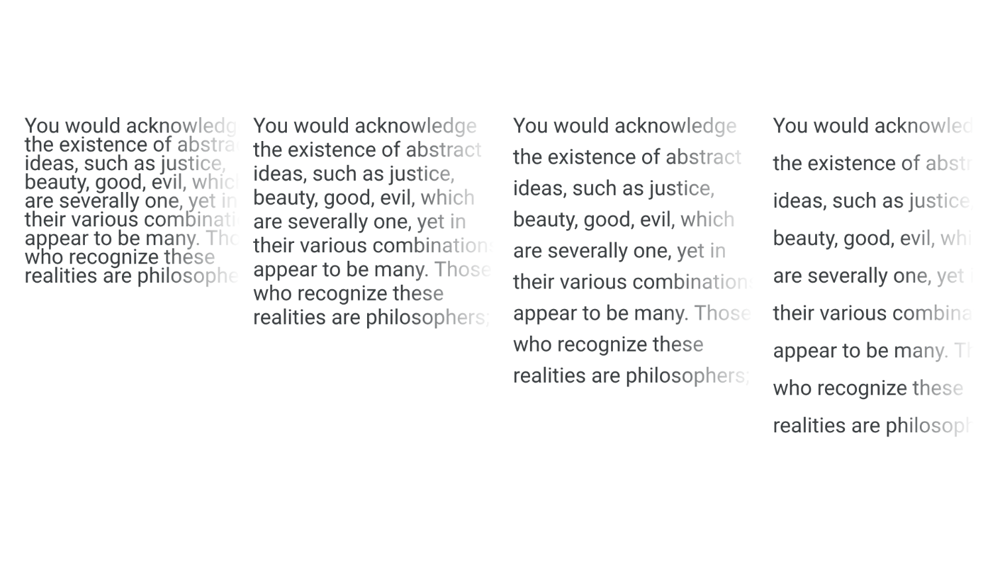 You would acknowledg
the existence of abstra
ideas, such as justice,
beauty, good, evil, whic
are severally one, yet in
their various combinati
appear to be many. Tho
who recognize these
realities are philosophe
You would acknowledge
the existence of abstract
ideas, such as justice,
beauty, good, evil, which
are severally one, yet in
their various combinations
appear to be many. Those
who recognize these
realities are philosophers;
You would acknowledge
the existence of abstract
ideas, such as justice,
beauty, good, evil, which
are severally one, yet in
their various combinations
appear to be many. Those
who recognize these
realities are philosophers;
You would acknowled
the existence of abstr
ideas, such as justice,
beauty, good, evil, whi
are severally one, yet i
their various combina
appear to be many. Th
who recognize these
realities are philosoph